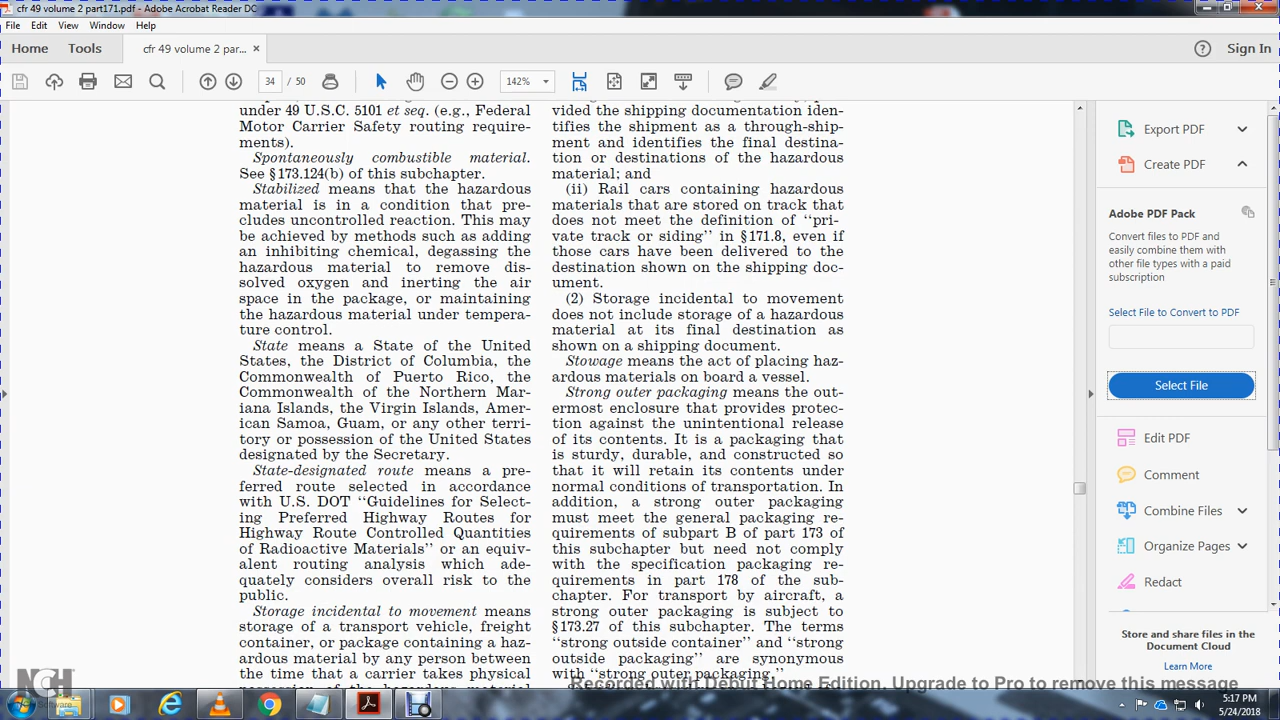 cfr 49 volume 2 part171.pdf - Adobe Acrobat Reader DC
File Edit View Window Help
Home Tools cfr 49 volume 2 par... × Sign In
34 / 50 142%
under 49 U.S.C. 5101 et seq. (e.g., Federal
Motor Carrier Safety routing require-
ments).
Spontaneously combustible material.
See §173.124(b) of this subchapter.
Stabilized means that the hazardous
material is in a condition that pre-
cludes uncontrolled reaction. This may
be achieved by methods such as adding
an inhibiting chemical, degassing the
hazardous material to remove dis-
solved oxygen and inerting the air
space in the package, or maintaining
the hazardous material under tempera-
ture control.
State means a State of the United
States, the District of Columbia, the
Commonwealth of Puerto Rico, the
Commonwealth of the Northern Mar-
iana Islands, the Virgin Islands, Amer-
ican Samoa, Guam, or any other terri-
tory or possession of the United States
designated by the Secretary.
State-designated route means a pre-
ferred route selected in accordance
with U.S. DOT ‘‘Guidelines for Select-
ing Preferred Highway Routes for
Highway Route Controlled Quantities
of Radioactive Materials’’ or an equiv-
alent routing analysis which ade-
quately considers overall risk to the
public.
Storage incidental to movement means
storage of a transport vehicle, freight
container, or package containing a haz-
ardous material by any person between
the time that a carrier takes physical
vided the shipping documentation iden-
tifies the shipment as a through-ship-
ment and identifies the final destina-
tion or destinations of the hazardous
material; and
(ii) Rail cars containing hazardous
materials that are stored on track that
does not meet the definition of ‘‘pri-
vate track or siding’’ in §171.8, even if
those cars have been delivered to the
destination shown on the shipping doc-
ument.
(2) Storage incidental to movement
does not include storage of a hazardous
material at its final destination as
shown on a shipping document.
Stowage means the act of placing haz-
ardous materials on board a vessel.
Strong outer packaging means the out-
ermost enclosure that provides protec-
tion against the unintentional release
of its contents. It is a packaging that
is sturdy, durable, and constructed so
that it will retain its contents under
normal conditions of transportation. In
addition, a strong outer packaging
must meet the general packaging re-
quirements of subpart B of part 173 of
this subchapter but need not comply
with the specification packaging re-
quirements in part 178 of the sub-
chapter. For transport by aircraft, a
strong outer packaging is subject to
§173.27 of this subchapter. The terms
‘‘strong outside container’’ and ‘‘strong
outside packaging’’ are synonymous
with ‘‘strong outer packaging.’’
Export PDF
Create PDF
Adobe PDF Pack
Convert files to PDF and
easily combine them with
other file types with a paid
subscription
Select File to Convert to PDF
Select File
Edit PDF
Comment
Combine Files
Organize Pages
Redact
Store and share files in the
Document Cloud
Learn More
NCH
Software
Recorded with Debut Home Edition. Upgrade to Pro to remove this message
5:17 PM
5/24/2018